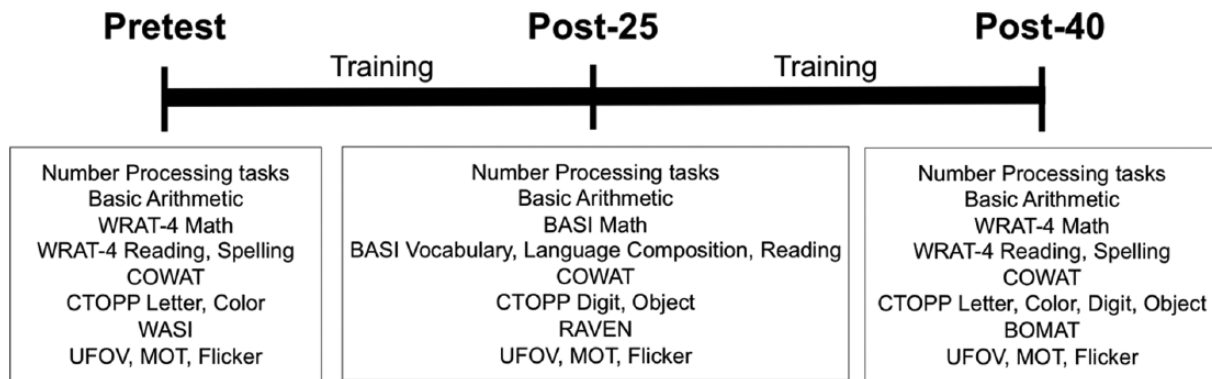 Pretest
Post-25
Post-40
Training
Training
Number Processing tasks
Basic Arithmetic
WRAT-4 Math
WRAT-4 Reading, Spelling
COWAT
CTOPP Letter, Color
WASI
UFOV, MOT, Flicker
Number Processing tasks
Basic Arithmetic
BASI Math
BASI Vocabulary, Language Composition, Reading
COWAT
CTOPP Digit, Object
RAVEN
UFOV, MOT, Flicker
Number Processing tasks
Basic Arithmetic
WRAT-4 Math
WRAT-4 Reading, Spelling
COWAT
CTOPP Letter, Color, Digit, Object
BOMAT
UFOV, MOT, Flicker